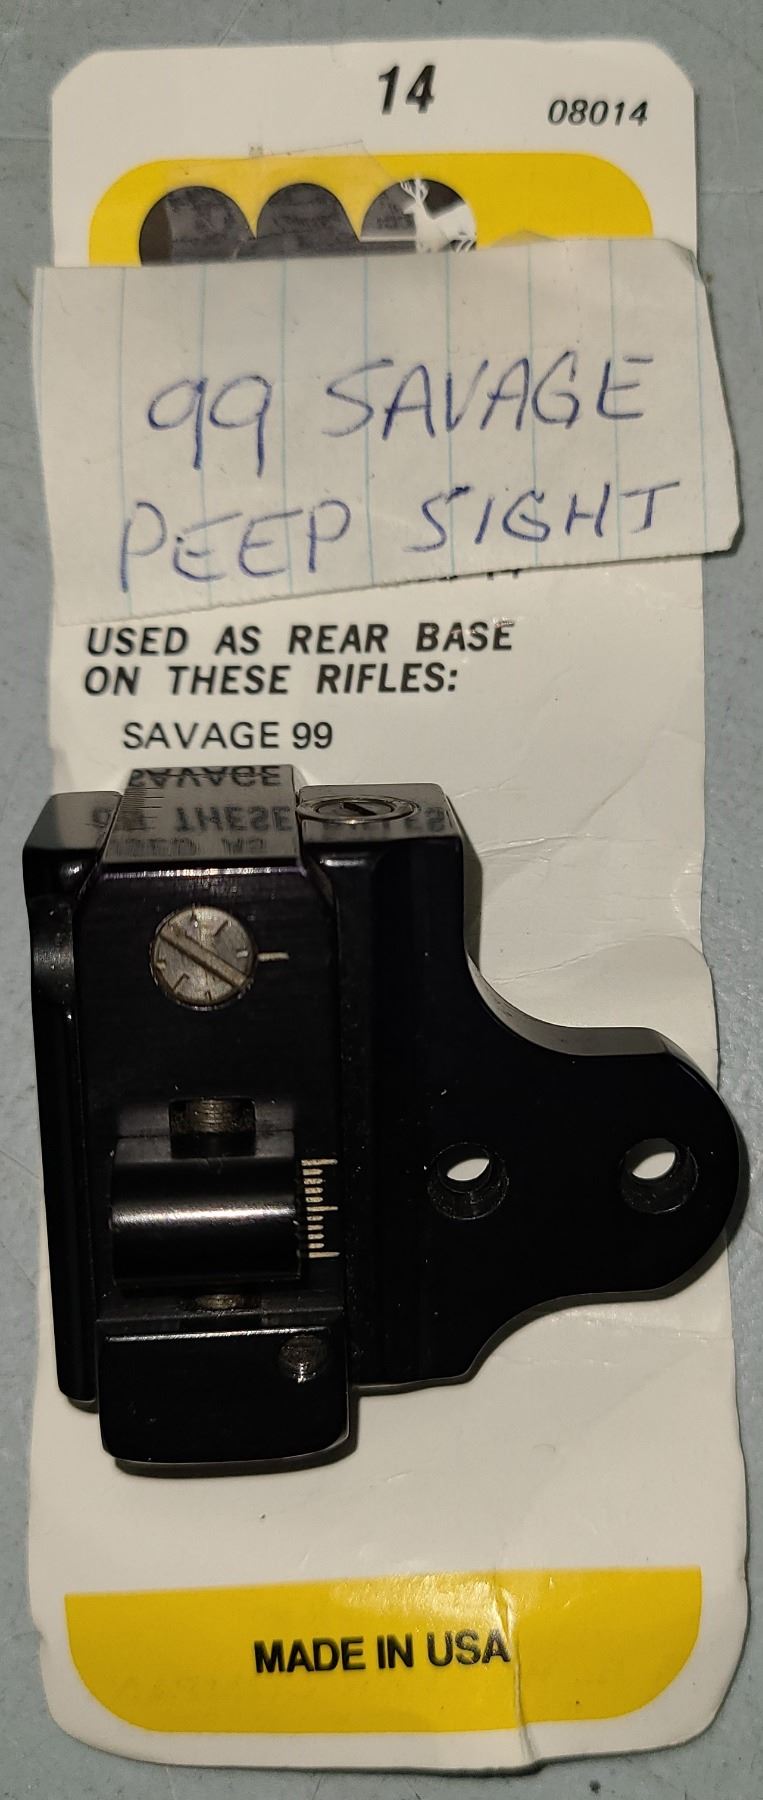 14
08014
99 SAVAGE
PEEP SIGHT
USED AS REAR BASE
ON THESE RIFLES:
SAVAGE 99
MADE IN USA